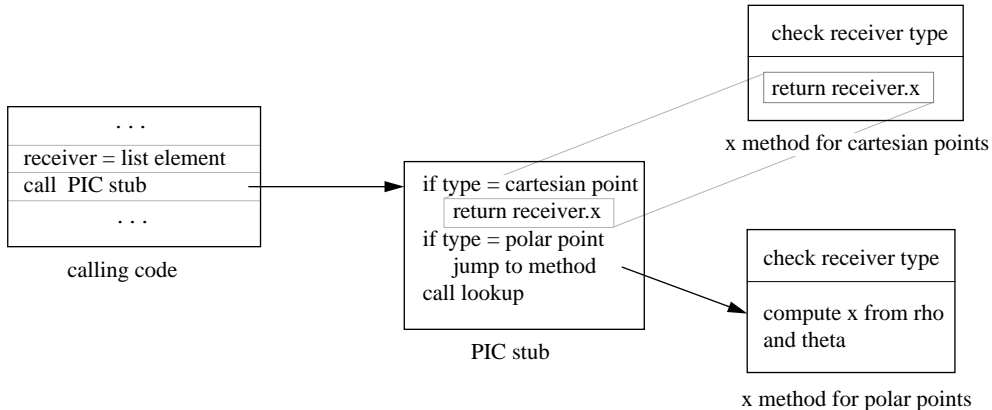 . . .
receiver = list element
call PIC stub
. . .
calling code
if type = cartesian point
return receiver.x
if type = polar point
jump to method
call lookup
PIC stub
check receiver type
return receiver.x
x method for cartesian points
check receiver type
compute x from rho
and theta
x method for polar points